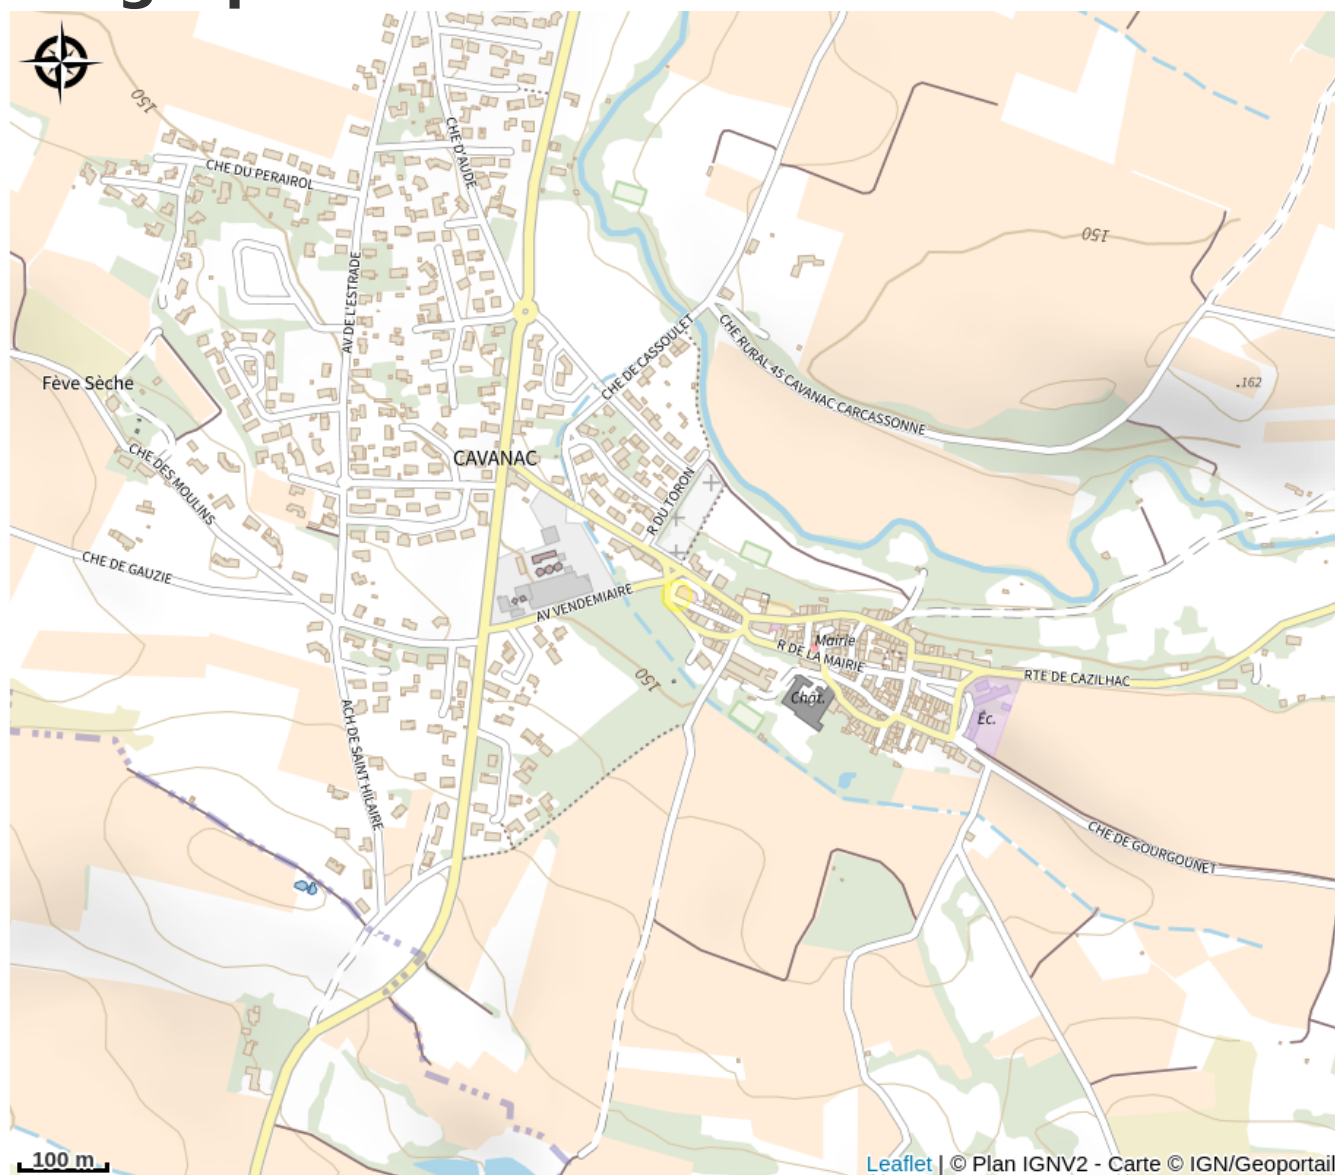 150
CHE D'AUDE
CHE DU PERAIROL
150
AV DE L'ESTRADE
CHE DE CASSOULET
CHE RURAL 45 CAVANAC CARCASSONNE
Fève Sèche
.162
CAVANAC
CHE DES MOULINS
R DU TORON
CHE DE GAUZIE
AV VENDEMIAIRE
Mairie
R DE LA MAIRIE
150
RTE DE CAZILHAC
Chât.
Éc.
ACH DE SAINT HILAIRE
CHE DE GOURGOUNET
100 m
Leaflet | © Plan IGNV2 - Carte © IGN/Geoportail